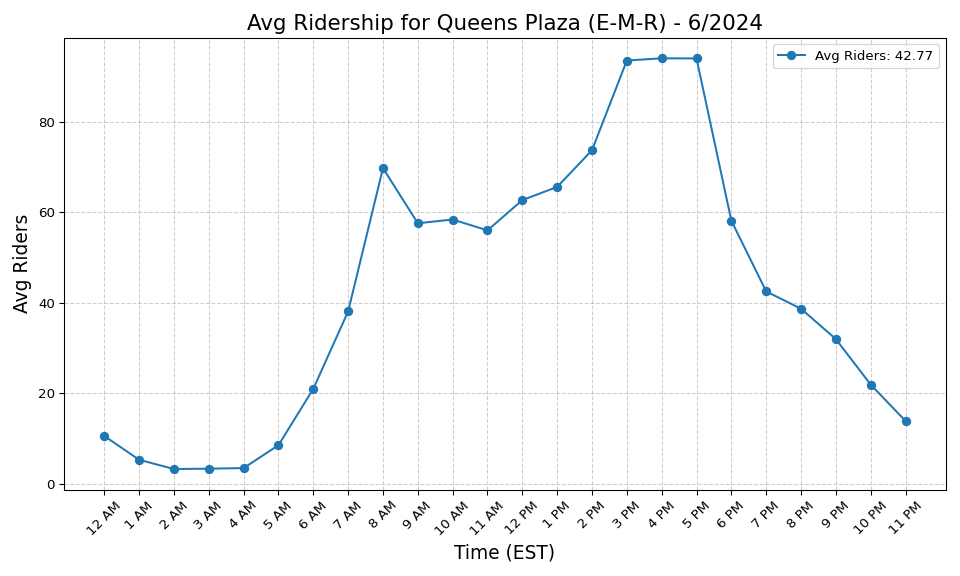 Avg Ridership for Queens Plaza (E-M-R) - 6/2024
Avg Riders: 42.77
Avg Riders
80
60
40
20
0
12 AM
1 AM
2 AM
3 AM
4 AM
5 AM
6 AM
7 AM
8 AM
9 AM
10 AM
11 AM
12 PM
1 PM
2 PM
3 PM
4 PM
5 PM
6 PM
7 PM
8 PM
9 PM
10 PM
11 PM
Time (EST)